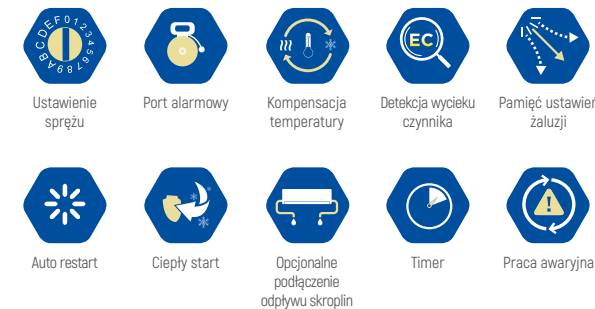 ABCDEF0123456789
EC
Ustawienie
sprężu
Port alarmowy
Kompensacja
temperatury
Detekcja wycieku
czynnika
Pamięć ustawień
żaluzji
Auto restart
Ciepły start
Opcjonalne
podłączenie
odpływu skroplin
Timer
Praca awaryjna